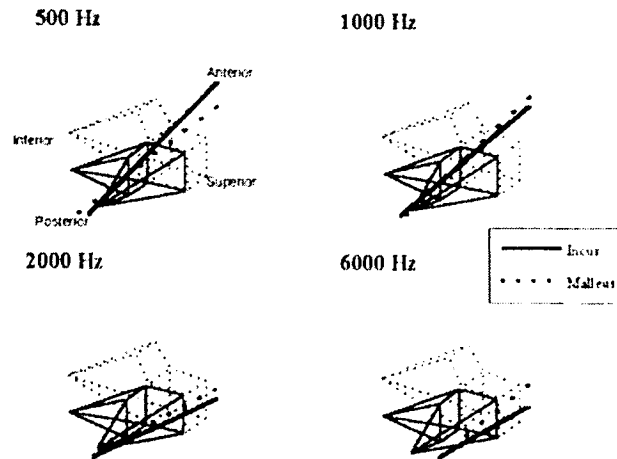 500 Hz
1000 Hz
Anterior
Inferior
Superior
Posterior
2000 Hz
6000 Hz
Incus
Malleus